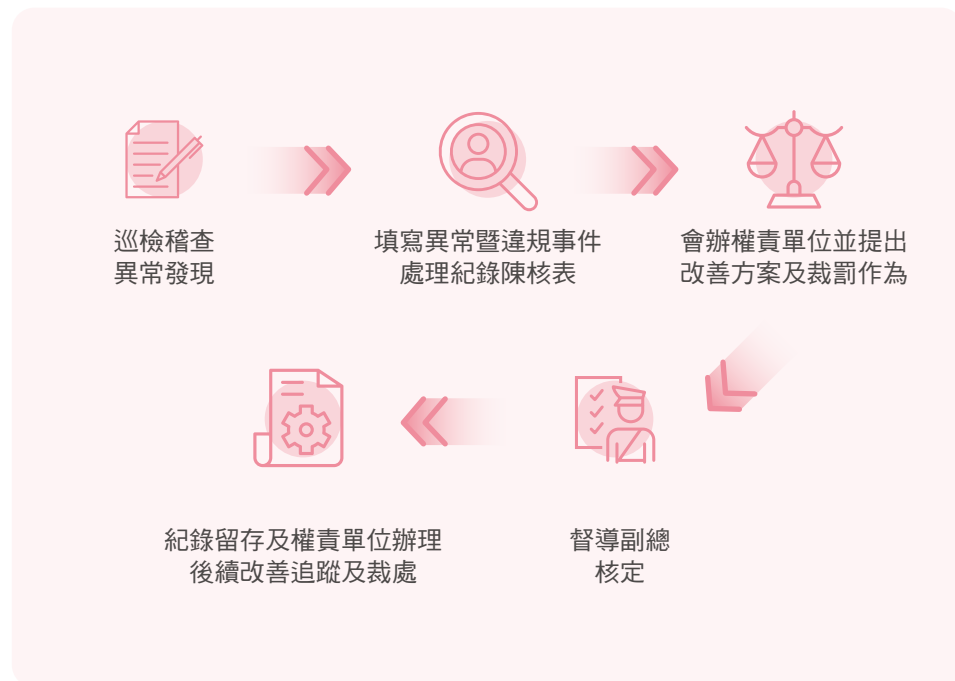 巡檢稽查
異常發現
填寫異常暨違規事件
處理紀錄陳核表
會辦權責單位並提出
改善方案及裁罰作為
督導副總
核定
紀錄留存及權責單位辦理
後續改善追蹤及裁處